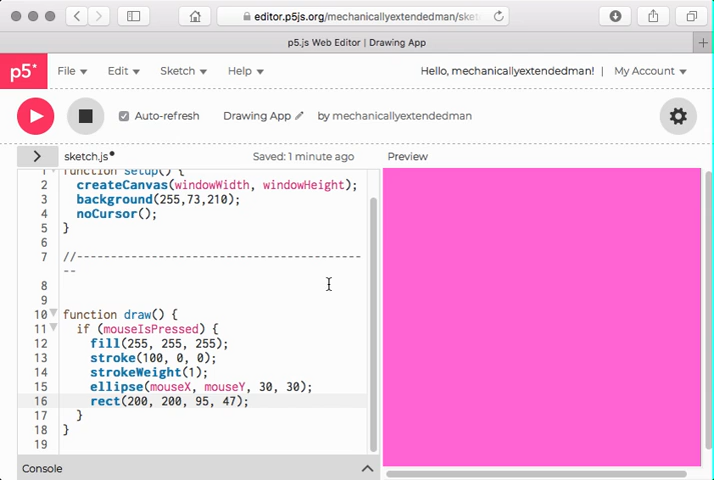 editor.p5js.org/mechanicallyextendedman/sket
p5.js Web Editor | Drawing App
p5* File Edit Sketch Help Hello, mechanicallyextendedman! | My Account
Auto-refresh Drawing App by mechanicallyextendedman
sketch.js Saved: 1 minute ago Preview
1 function setup() {
2 createCanvas(windowWidth, windowHeight);
3 background(255,73,210);
4 noCursor();
5 }
6
7 //------------------------------------------
--
8
9
10 function draw() {
11 if (mouseIsPressed) {
12 fill(255, 255, 255);
13 stroke(100, 0, 0);
14 strokeWeight(1);
15 ellipse(mouseX, mouseY, 30, 30);
16 rect(200, 200, 95, 47);
17 }
18 }
19
Console